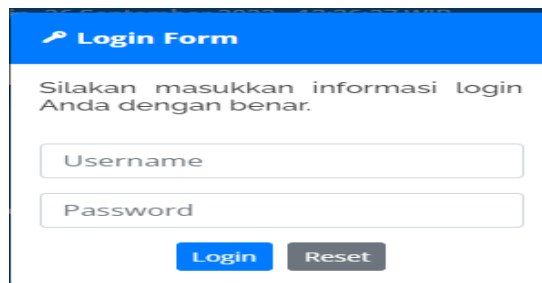 Login Form
Silakan masukkan informasi login
Anda dengan benar.
Username
Password
Login Reset